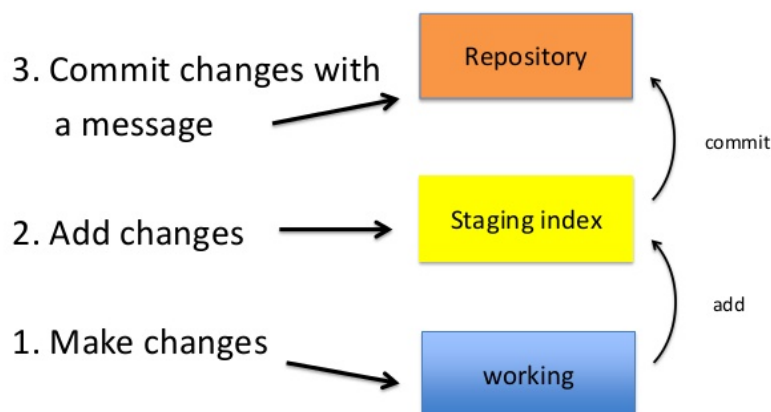 3. Commit changes with
a message
Repository
commit
2. Add changes
Staging index
add
1. Make changes
working